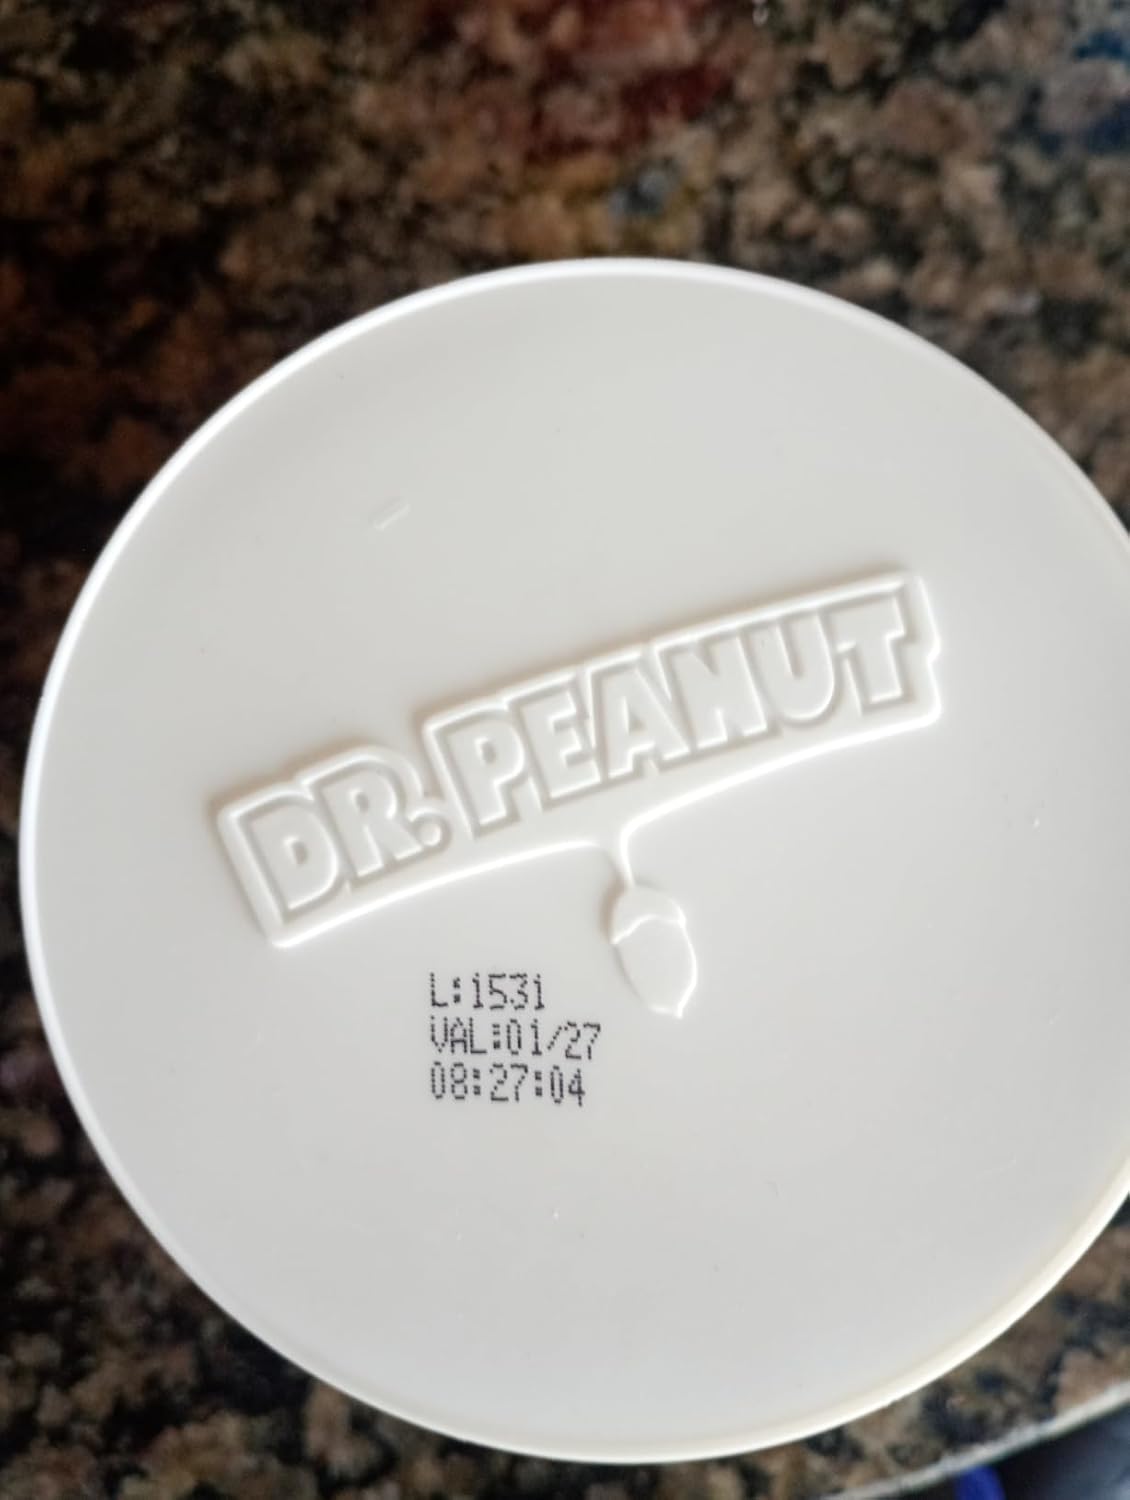 DR. PEANUT
L:1531
VAL:01/27
08:27:04